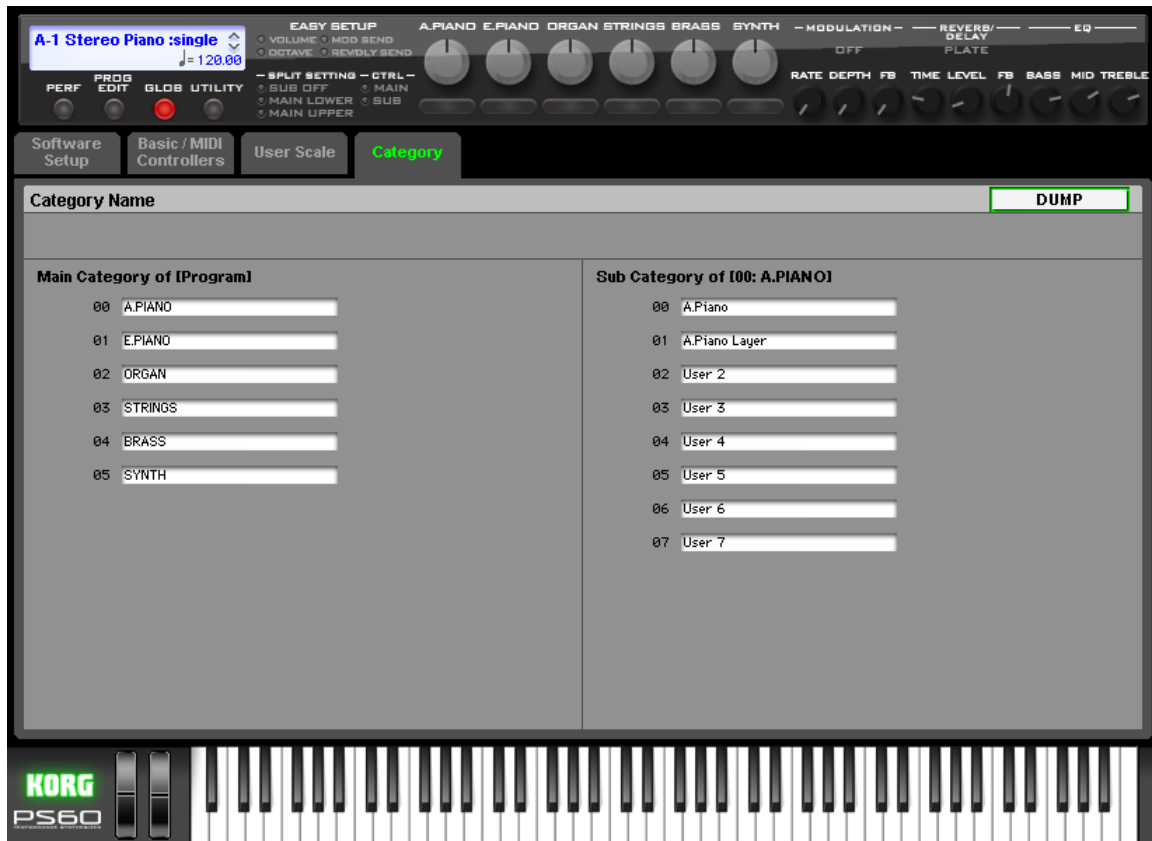 A-1 Stereo Piano :single
♩= 120.00
PERF
PROG EDIT
GLOB
UTILITY
EASY SETUP
VOLUME
MOD SEND
OCTAVE
REV/DLY SEND
SPLIT SETTING
CTRL
SUB OFF
MAIN
MAIN LOWER
SUB
MAIN UPPER
A.PIANO
E.PIANO
ORGAN
STRINGS
BRASS
SYNTH
MODULATION
OFF
RATE DEPTH FB
REVERB/
DELAY
PLATE
TIME LEVEL FB
EQ
BASS MID TREBLE
Software
Setup
Basic / MIDI
Controllers
User Scale
Category
Category Name
DUMP
Main Category of [Program]
00 A.PIANO
01 E.PIANO
02 ORGAN
03 STRINGS
04 BRASS
05 SYNTH
Sub Category of [00: A.PIANO]
00 A.Piano
01 A.Piano Layer
02 User 2
03 User 3
04 User 4
05 User 5
06 User 6
07 User 7
KORG
PS60
PERFORMANCE SYNTHESIZER